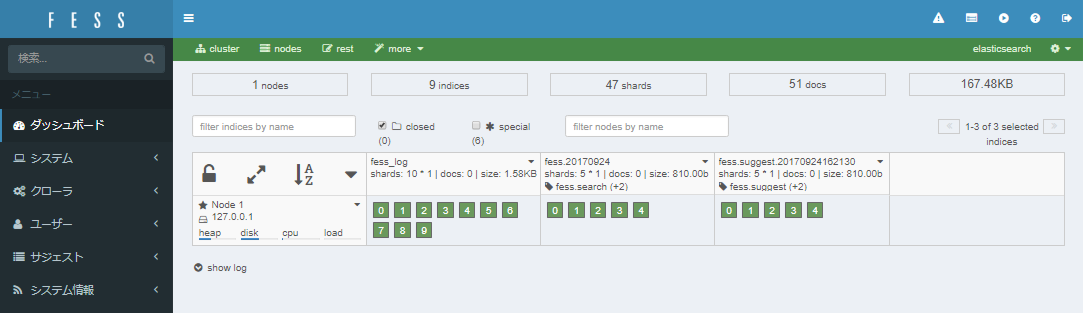 FESS
検索...
メニュー
ダッシュボード
システム
クローラ
ユーザー
サジェスト
システム情報
cluster nodes rest more elasticsearch
1 nodes 9 indices 47 shards 51 docs 167.48KB
filter indices by name closed (0) special (6) filter nodes by name 1-3 of 3 selected indices
A
Z
fess_log
shards: 10 * 1 | docs: 0 | size: 1.58KB
fess.20170924
shards: 5 * 1 | docs: 0 | size: 810.00b
fess.search (+2)
fess.suggest.20170924162130
shards: 5 * 1 | docs: 0 | size: 810.00b
fess.suggest (+2)
Node 1
127.0.0.1
heap disk cpu load
0 1 2 3 4 5 6
7 8 9
0 1 2 3 4
0 1 2 3 4
show log